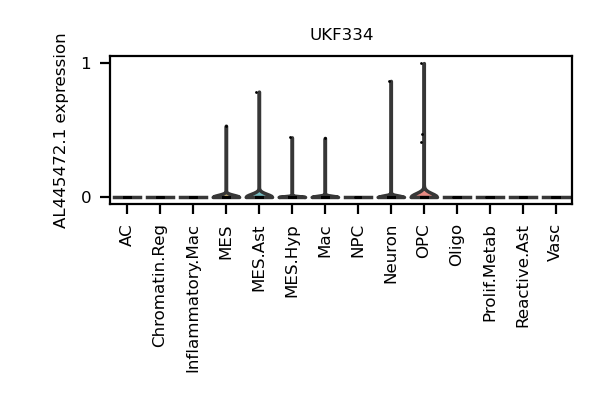 UKF334
AL445472.1 expression
1
0
AC
Chromatin.Reg
Inflammatory.Mac
MES
MES.Ast
MES.Hyp
Mac
NPC
Neuron
OPC
Oligo
Prolif.Metab
Reactive.Ast
Vasc